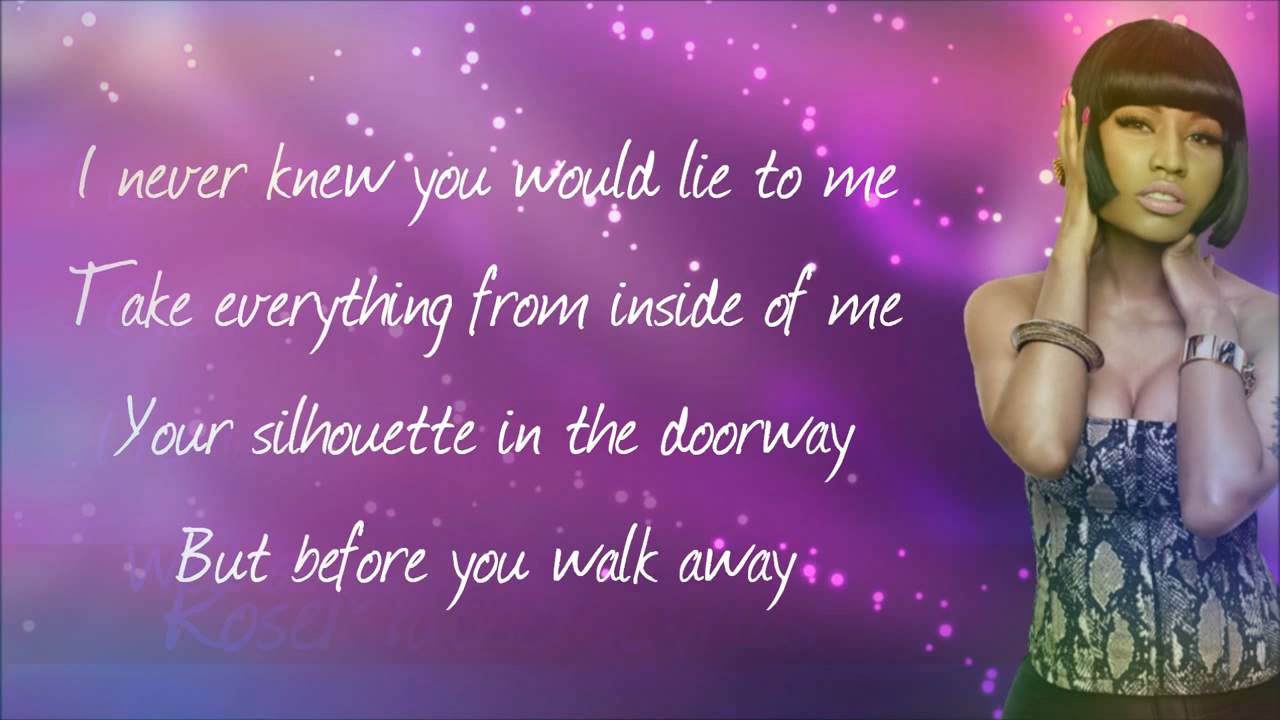 I never knew you would lie to me
Take everything from inside of me
Your silhouette in the doorway
But before you walk away